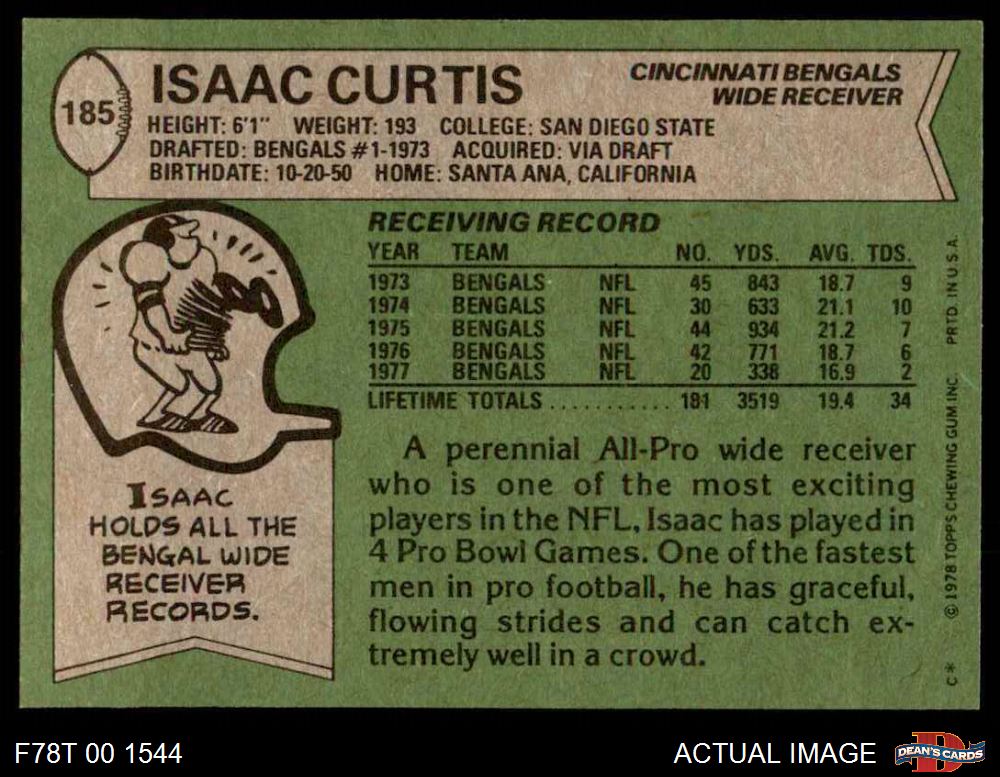 185
ISAAC CURTIS
CINCINNATI BENGALS
WIDE RECEIVER
HEIGHT: 6'1" WEIGHT: 193 COLLEGE: SAN DIEGO STATE
DRAFTED: BENGALS #1-1973 ACQUIRED: VIA DRAFT
BIRTHDATE: 10-20-50 HOME: SANTA ANA, CALIFORNIA
RECEIVING RECORD
YEAR TEAM NO. YDS. AVG. TDS.
1973 BENGALS NFL 45 843 18.7 9
1974 BENGALS NFL 30 633 21.1 10
1975 BENGALS NFL 44 934 21.2 7
1976 BENGALS NFL 42 771 18.7 6
1977 BENGALS NFL 20 338 16.9 2
LIFETIME TOTALS ........... 181 3519 19.4 34
A perennial All-Pro wide receiver
who is one of the most exciting
players in the NFL, Isaac has played in
4 Pro Bowl Games. One of the fastest
men in pro football, he has graceful,
flowing strides and can catch ex-
tremely well in a crowd.
ISAAC
HOLDS ALL THE
BENGAL WIDE
RECEIVER
RECORDS.
C* © 1978 TOPPS CHEWING GUM INC. PRTD. IN U.S.A.
F78T 00 1544
ACTUAL IMAGE
D
DEAN'S CARDS